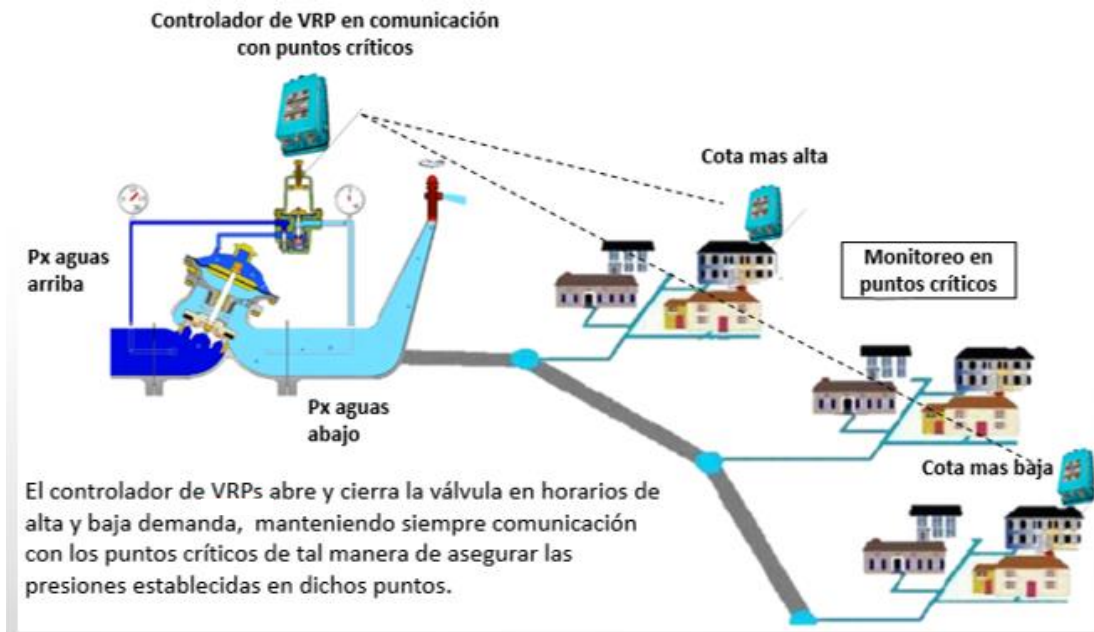 Controlador de VRP en comunicación
con puntos críticos
Cota mas alta
Px aguas
arriba
Monitoreo en
puntos críticos
Px aguas
abajo
Cota mas baja
El controlador de VRPs abre y cierra la válvula en horarios de
alta y baja demanda, manteniendo siempre comunicación
con los puntos críticos de tal manera de asegurar las
presiones establecidas en dichos puntos.